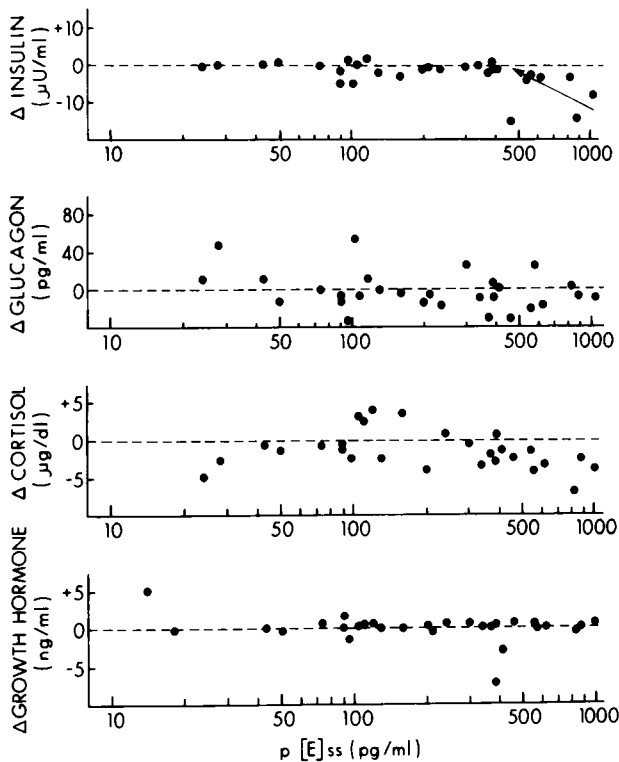 Δ INSULIN
(μU/ml)
+10
0
-10
10 50 100 500 1000
Δ GLUCAGON
(pg/ml)
80
40
0
10 50 100 500 1000
Δ CORTISOL
(μg/dl)
+5
0
-5
10 50 100 500 1000
Δ GROWTH HORMONE
(ng/ml)
+5
0
-5
10 50 100 500 1000
p [E]ss (pg/ml)